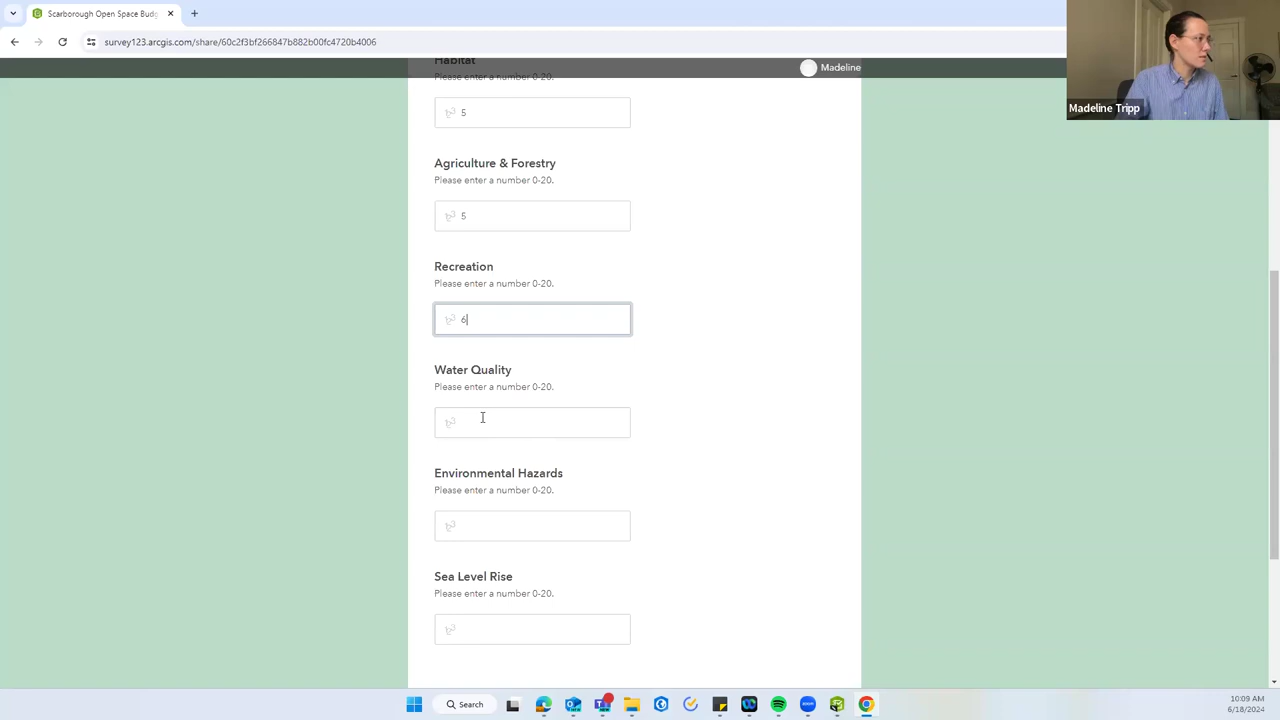 Scarborough Open Space Budg
survey123.arcgis.com/share/60c2f3bf266847b882b00fc4720b4006
Madeline
Madeline Tripp
Habitat
Please enter a number 0-20.
5
Agriculture & Forestry
Please enter a number 0-20.
5
Recreation
Please enter a number 0-20.
6
Water Quality
Please enter a number 0-20.
Environmental Hazards
Please enter a number 0-20.
Sea Level Rise
Please enter a number 0-20.
Search
10:09 AM
6/18/2024